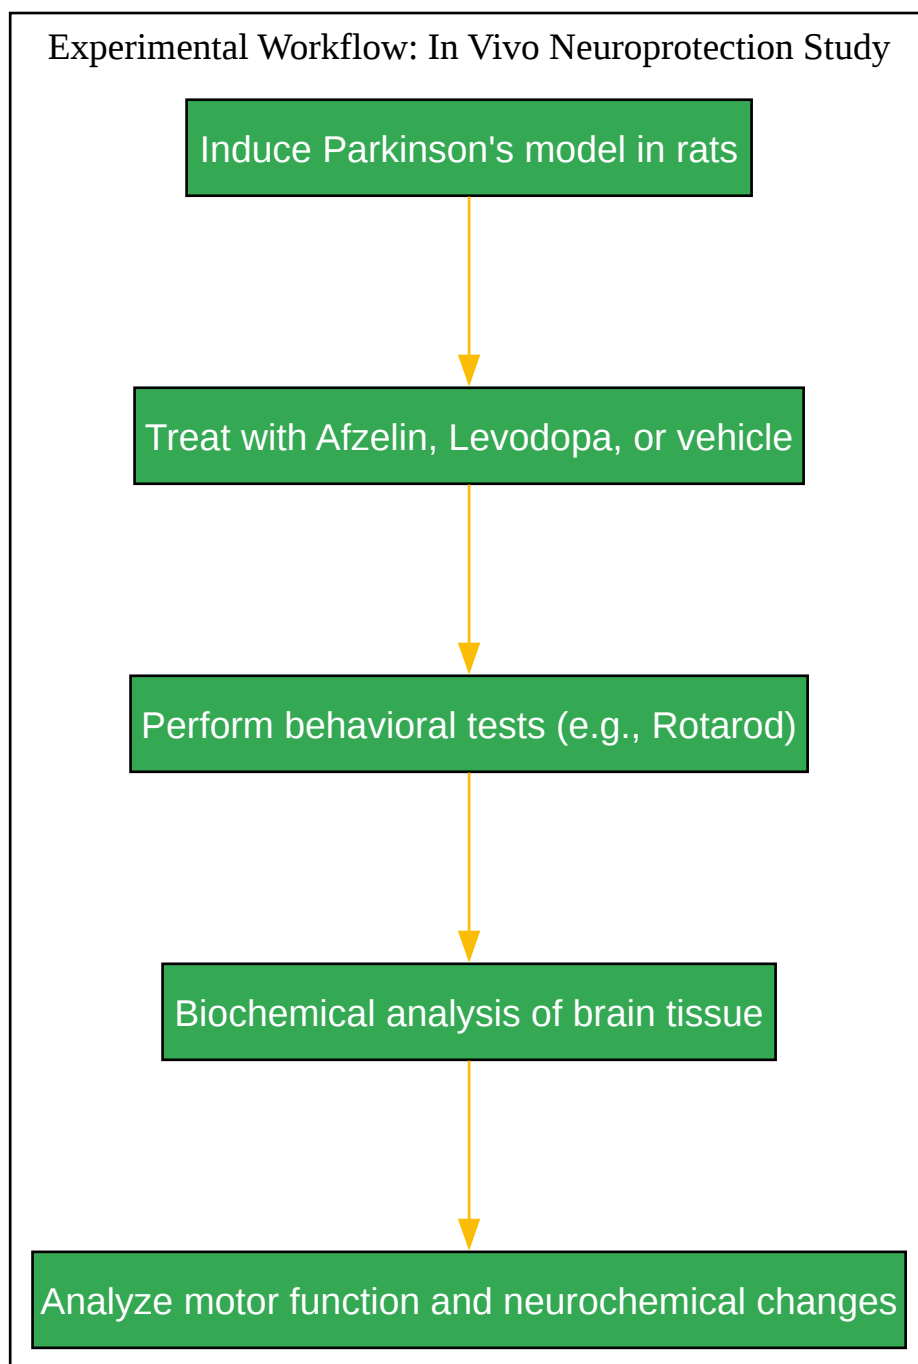 Experimental Workflow: In Vivo Neuroprotection Study
Induce Parkinson's model in rats
Treat with Afzelin, Levodopa, or vehicle
Perform behavioral tests (e.g., Rotarod)
Biochemical analysis of brain tissue
Analyze motor function and neurochemical changes